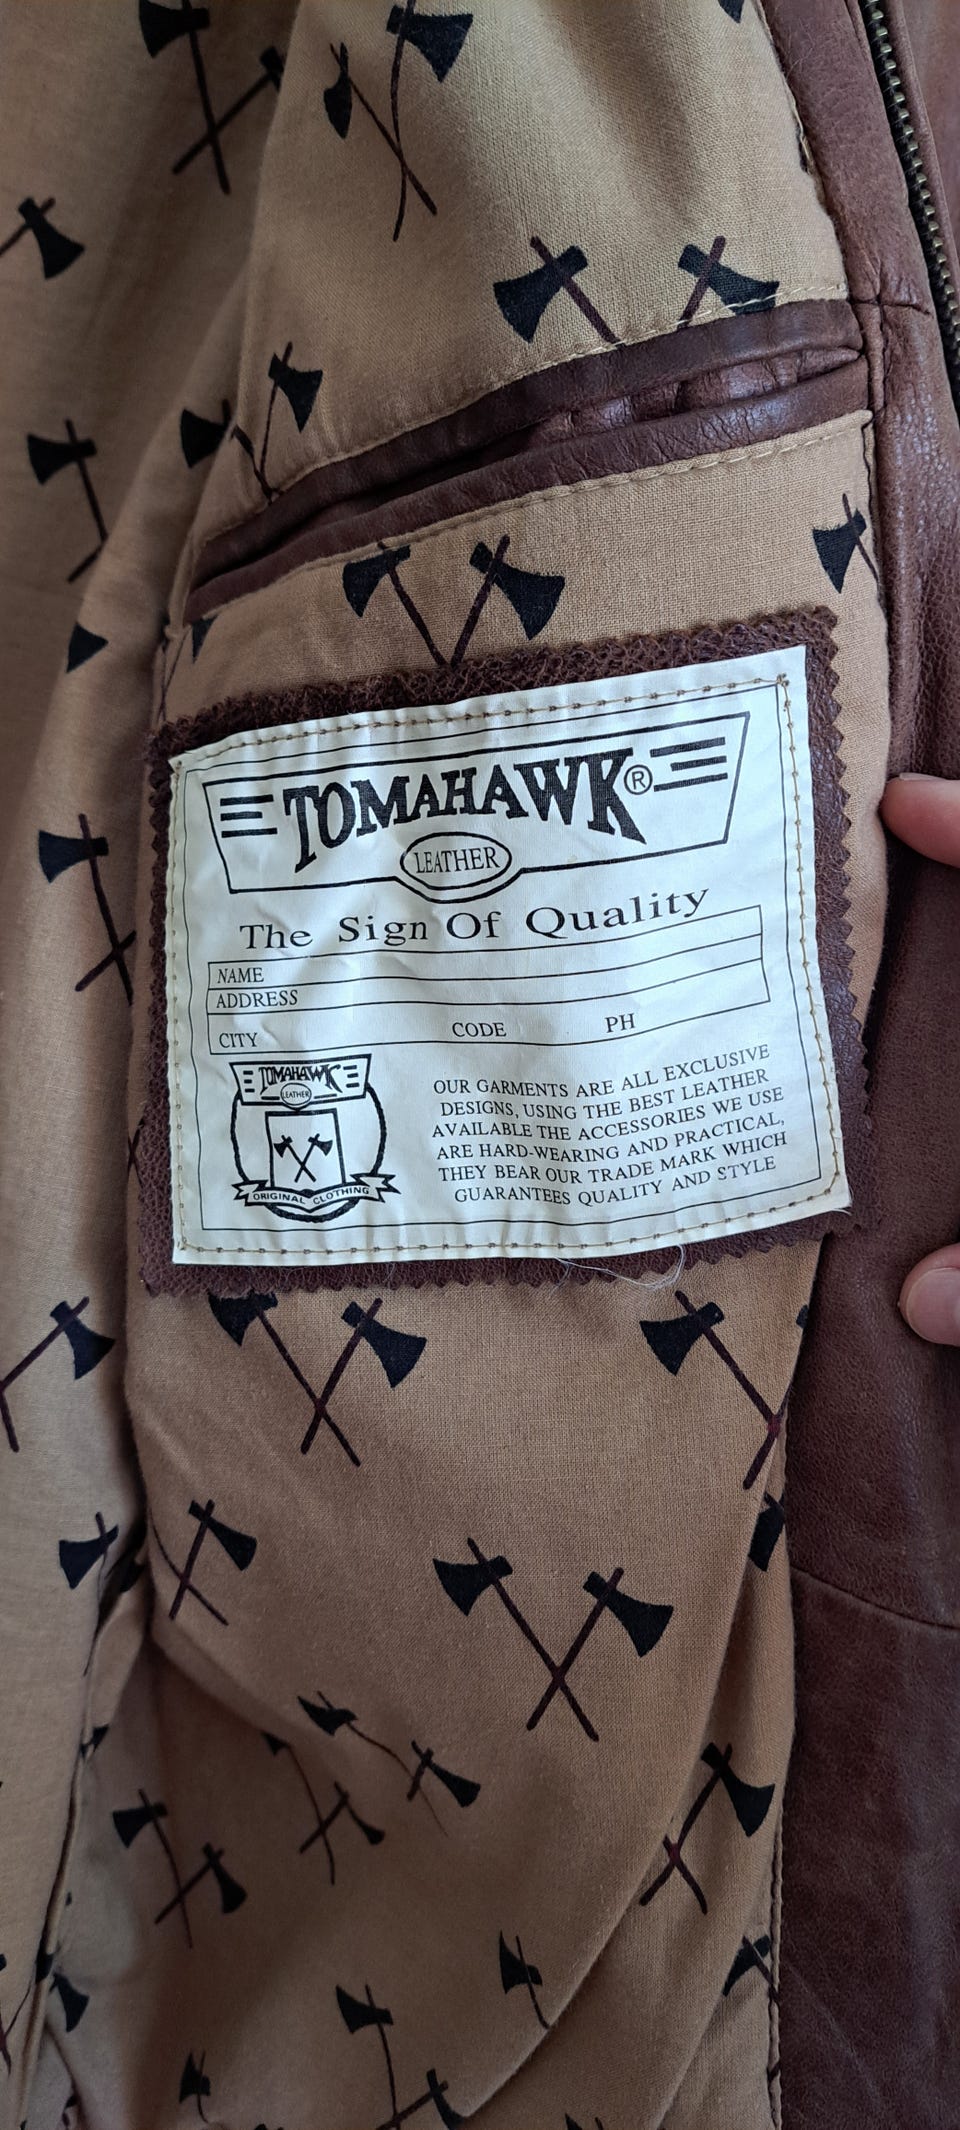 TOMAHAWK®
LEATHER
The Sign Of Quality
NAME
ADDRESS
CITY CODE PH
TOMAHAWK
LEATHER
ORIGINAL CLOTHING
OUR GARMENTS ARE ALL EXCLUSIVE
DESIGNS, USING THE BEST LEATHER
AVAILABLE THE ACCESSORIES WE USE
ARE HARD-WEARING AND PRACTICAL,
THEY BEAR OUR TRADE MARK WHICH
GUARANTEES QUALITY AND STYLE